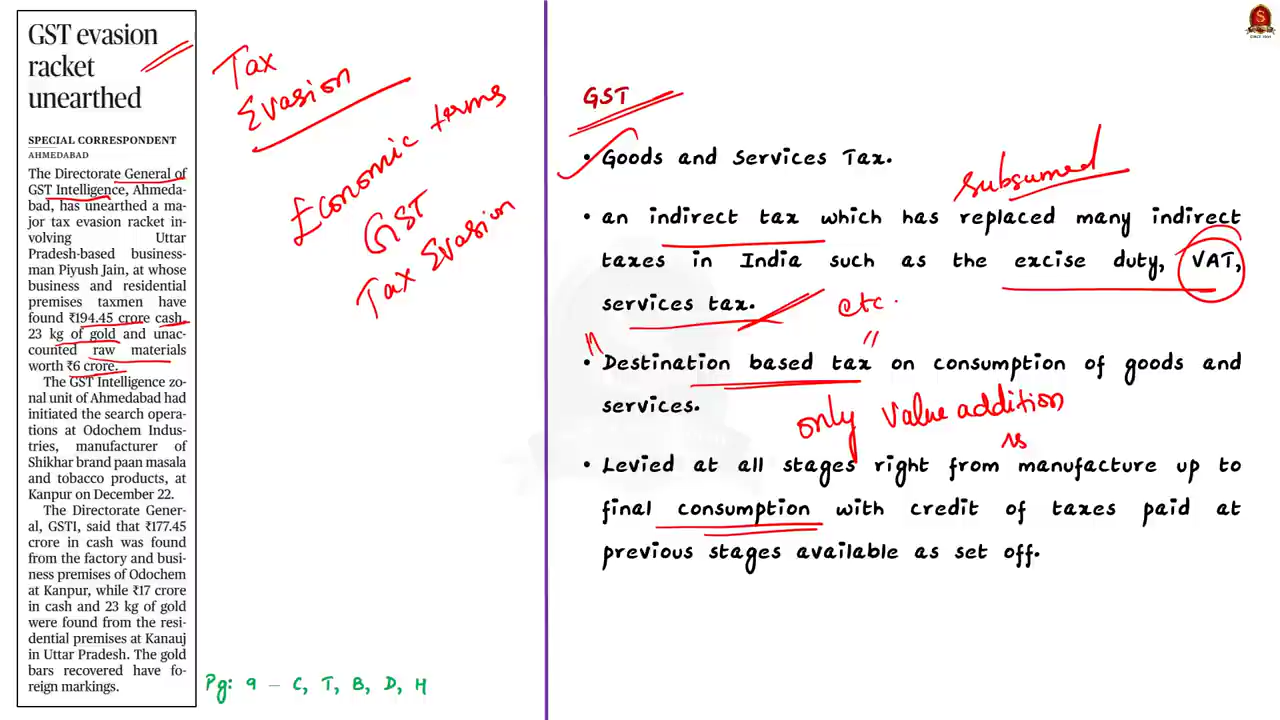 GST evasion
racket
unearthed
SPECIAL CORRESPONDENT
AHMEDABAD
The Directorate General of
GST Intelligence, Ahmeda-
bad, has unearthed a ma-
jor tax evasion racket in-
volving Uttar
Pradesh-based business-
man Piyush Jain, at whose
business and residential
premises taxmen have
found ₹194.45 crore cash,
23 kg of gold and unac-
counted raw materials
worth ₹6 crore.
The GST Intelligence zo-
nal unit of Ahmedabad had
initiated the search opera-
tions at Odochem Indus-
tries, manufacturer of
Shikhar brand paan masala
and tobacco products, at
Kanpur on December 22.
The Directorate Gener-
al, GSTI, said that ₹177.45
crore in cash was found
from the factory and busi-
ness premises of Odochem
at Kanpur, while ₹17 crore
in cash and 23 kg of gold
were found from the resi-
dential premises at Kanauj
in Uttar Pradesh. The gold
bars recovered have fo-
reign markings.
Tax
Evasion
Economic terms
GST
Tax Evasion
Pg: 9 - C, T, B, D, H
GST
• Goods and Services Tax.
subsumed
• an indirect tax which has replaced many indirect
taxes in India such as the excise duty, VAT,
services tax. etc.
• "Destination based tax" on consumption of goods and
services.
only value addition
• Levied at all stages right from manufacture up to
final consumption with credit of taxes paid at
previous stages available as set off.